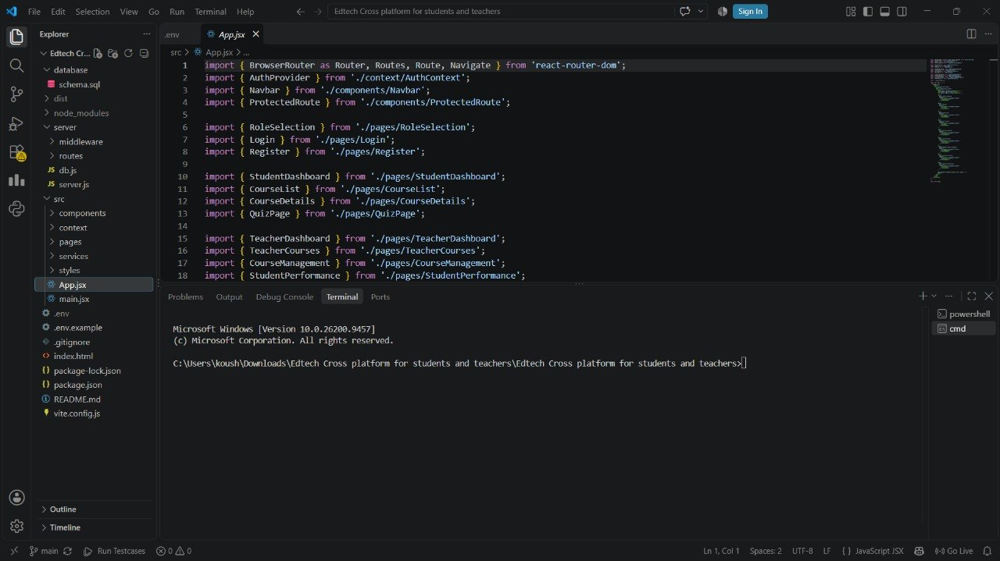 File Edit Selection View Go Run Terminal Help
Edtech Cross platform for students and teachers
Sign In
Explorer
Edtech Cr...
database
schema.sql
dist
node_modules
server
middleware
routes
JS db.js
JS server.js
src
components
context
pages
services
styles
App.jsx
main.jsx
.env
.env.example
.gitignore
index.html
package-lock.json
package.json
README.md
vite.config.js
Outline
Timeline
.env
App.jsx
src > App.jsx > ...
1 import { BrowserRouter as Router, Routes, Route, Navigate } from 'react-router-dom';
2 import { AuthProvider } from './context/AuthContext';
3 import { Navbar } from './components/Navbar';
4 import { ProtectedRoute } from './components/ProtectedRoute';
5
6 import { RoleSelection } from './pages/RoleSelection';
7 import { Login } from './pages/Login';
8 import { Register } from './pages/Register';
9
10 import { StudentDashboard } from './pages/StudentDashboard';
11 import { CourseList } from './pages/CourseList';
12 import { CourseDetails } from './pages/CourseDetails';
13 import { QuizPage } from './pages/QuizPage';
14
15 import { TeacherDashboard } from './pages/TeacherDashboard';
16 import { TeacherCourses } from './pages/TeacherCourses';
17 import { CourseManagement } from './pages/CourseManagement';
18 import { StudentPerformance } from './pages/StudentPerformance';
Problems Output Debug Console Terminal Ports
Microsoft Windows [Version 10.0.26200.9457]
(c) Microsoft Corporation. All rights reserved.
C:\Users\koush\Downloads\Edtech Cross platform for students and teachers\Edtech Cross platform for students and teachers>
powershell
cmd
main Run Testcases 0 0 Ln 1, Col 1 Spaces: 2 UTF-8 LF { } JavaScript JSX Go Live